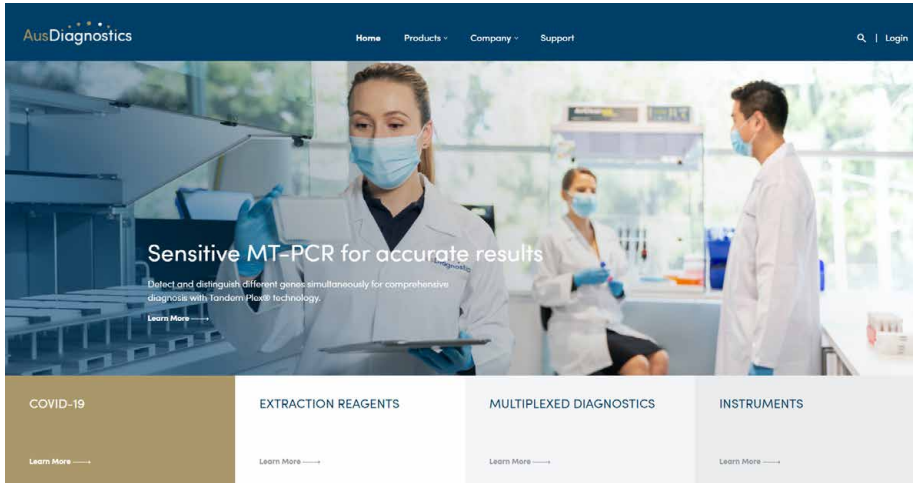 AusDiagnostics
Home Products Company Support
| Login
Sensitive MT-PCR for accurate results
Detect and distinguish different genes simultaneously for comprehensive
diagnosis with Tandem Plex® technology.
Learn More
COVID-19
EXTRACTION REAGENTS
MULTIPLEXED DIAGNOSTICS
INSTRUMENTS
Learn More
Learn More
Learn More
Learn More